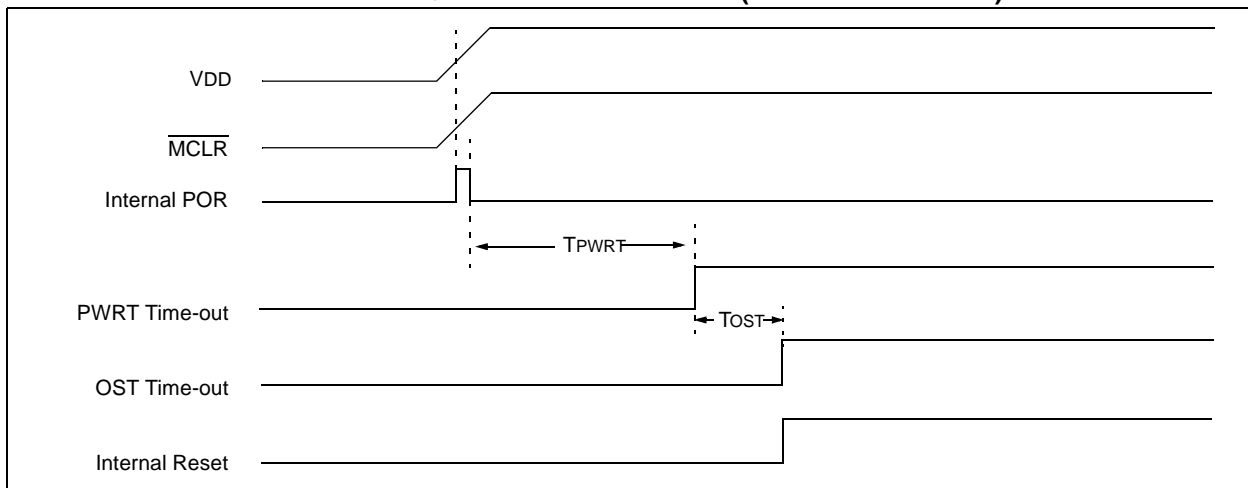 VDD
MCLR
Internal POR
TPWRT
PWRT Time-out
TOST
OST Time-out
Internal Reset